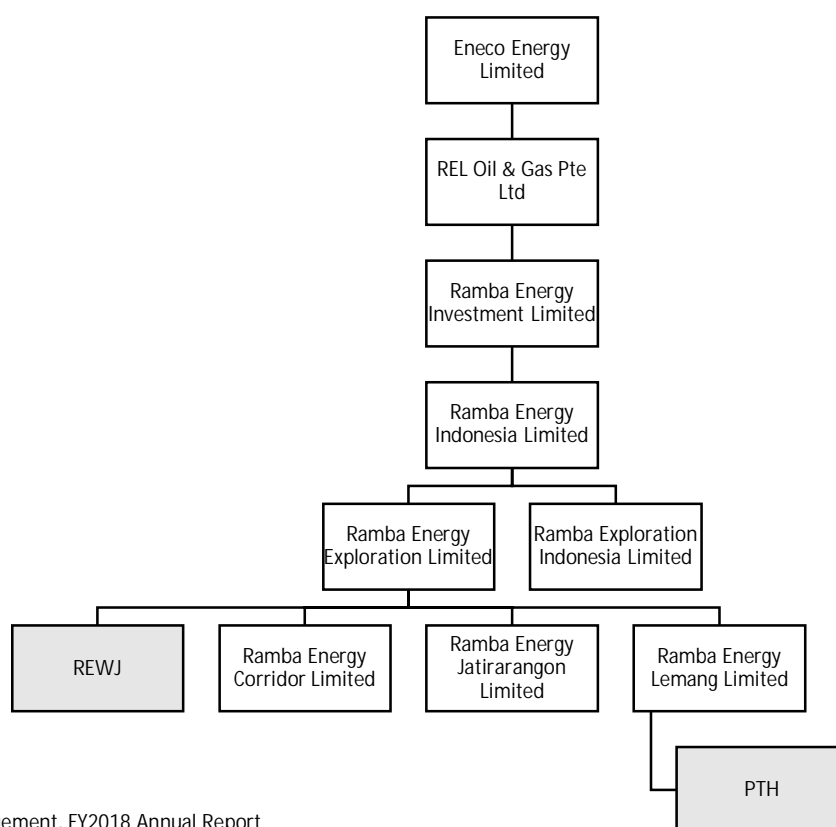 Eneco Energy
Limited
REL Oil & Gas Pte
Ltd
Ramba Energy
Investment Limited
Ramba Energy
Indonesia Limited
Ramba Energy
Exploration Limited
Ramba Exploration
Indonesia Limited
REWJ
Ramba Energy
Corridor Limited
Ramba Energy
Jatirarangon
Limited
Ramba Energy
Lemang Limited
PTH
ement, FY2018 Annual Report